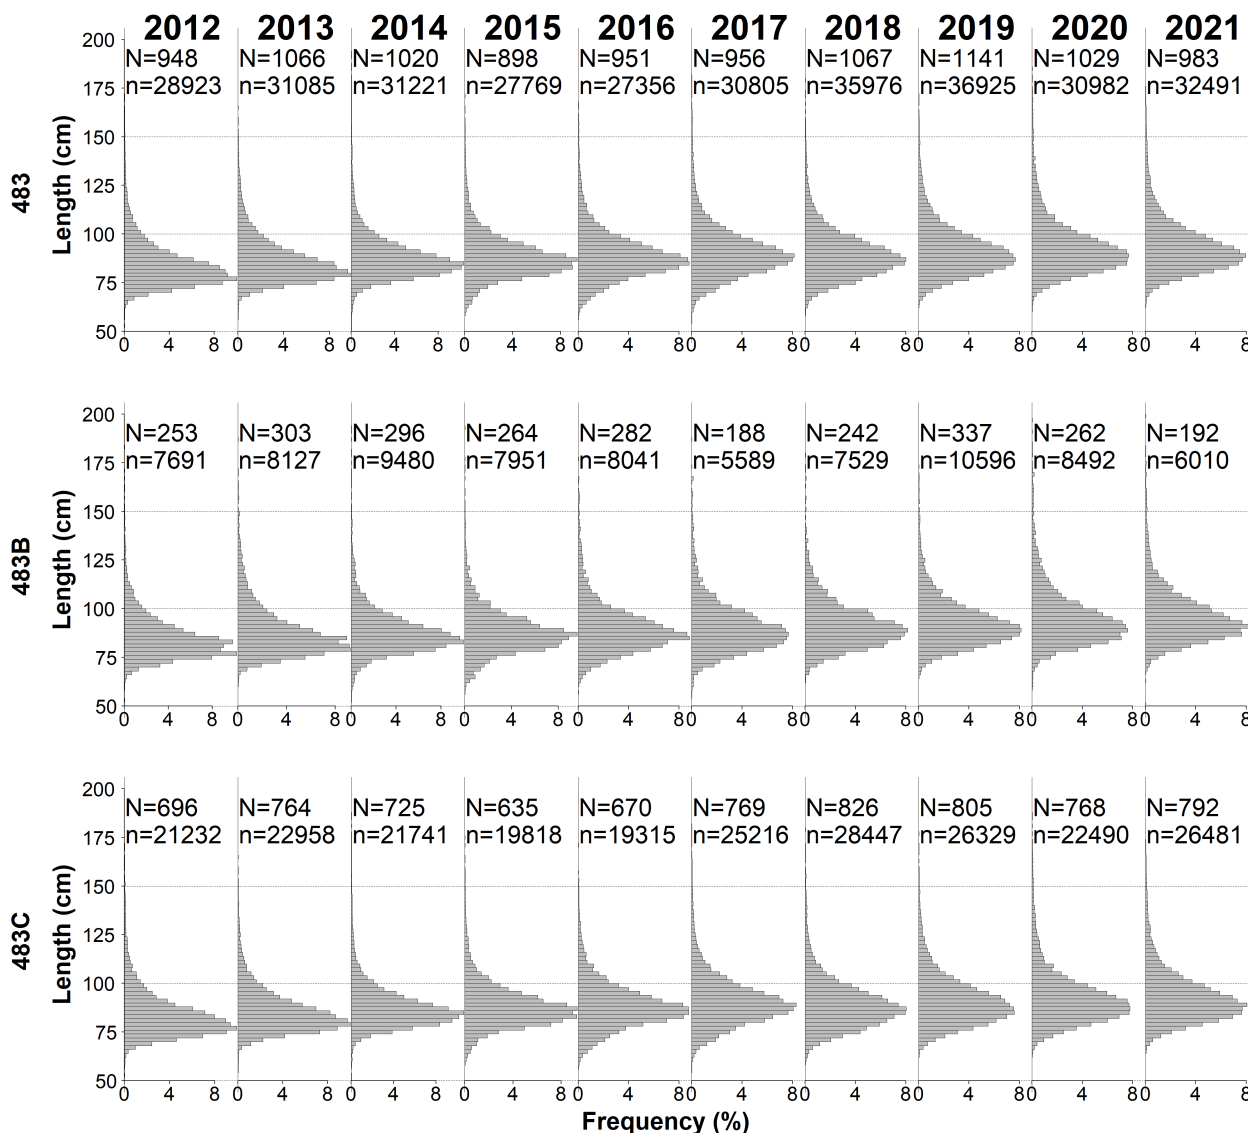 2012 2013 2014 2015 2016 2017 2018 2019 2020 2021
N=948 N=1066 N=1020 N=898 N=951 N=956 N=1067 N=1141 N=1029 N=983
n=28923 n=31085 n=31221 n=27769 n=27356 n=30805 n=35976 n=36925 n=30982 n=32491
483
Length (cm)
200
175
150
125
100
75
50
0 4 8 0 4 8 0 4 8 0 4 8 0 4 8 0 4 8 0 4 8 0 4 8 0 4 8 0 4 8
N=253 N=303 N=296 N=264 N=282 N=188 N=242 N=337 N=262 N=192
n=7691 n=8127 n=9480 n=7951 n=8041 n=5589 n=7529 n=10596 n=8492 n=6010
483B
Length (cm)
200
175
150
125
100
75
50
0 4 8 0 4 8 0 4 8 0 4 8 0 4 8 0 4 8 0 4 8 0 4 8 0 4 8 0 4 8
N=696 N=764 N=725 N=635 N=670 N=769 N=826 N=805 N=768 N=792
n=21232 n=22958 n=21741 n=19818 n=19315 n=25216 n=28447 n=26329 n=22490 n=26481
483C
Length (cm)
200
175
150
125
100
75
50
0 4 8 0 4 8 0 4 8 0 4 8 0 4 8 0 4 8 0 4 8 0 4 8 0 4 8 0 4 8
Frequency (%)